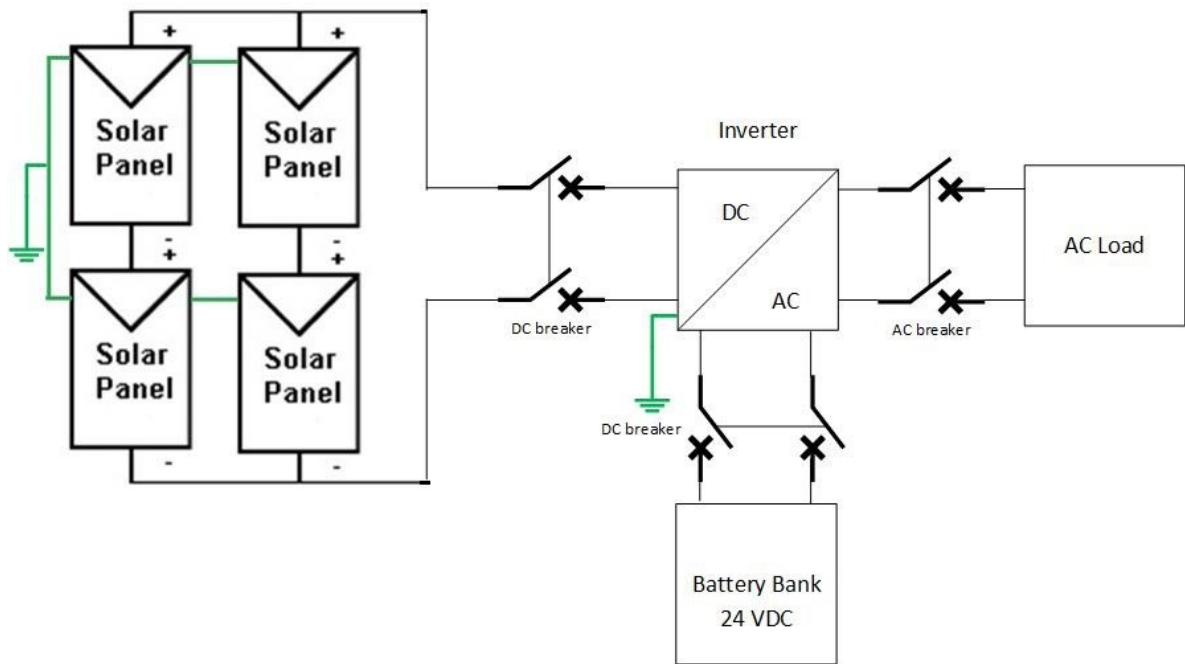 + +
Solar Panel
Solar Panel
- -
+ +
Solar Panel
Solar Panel
- -
Inverter
DC
AC
DC breaker
AC breaker
AC Load
DC breaker
Battery Bank
24 VDC